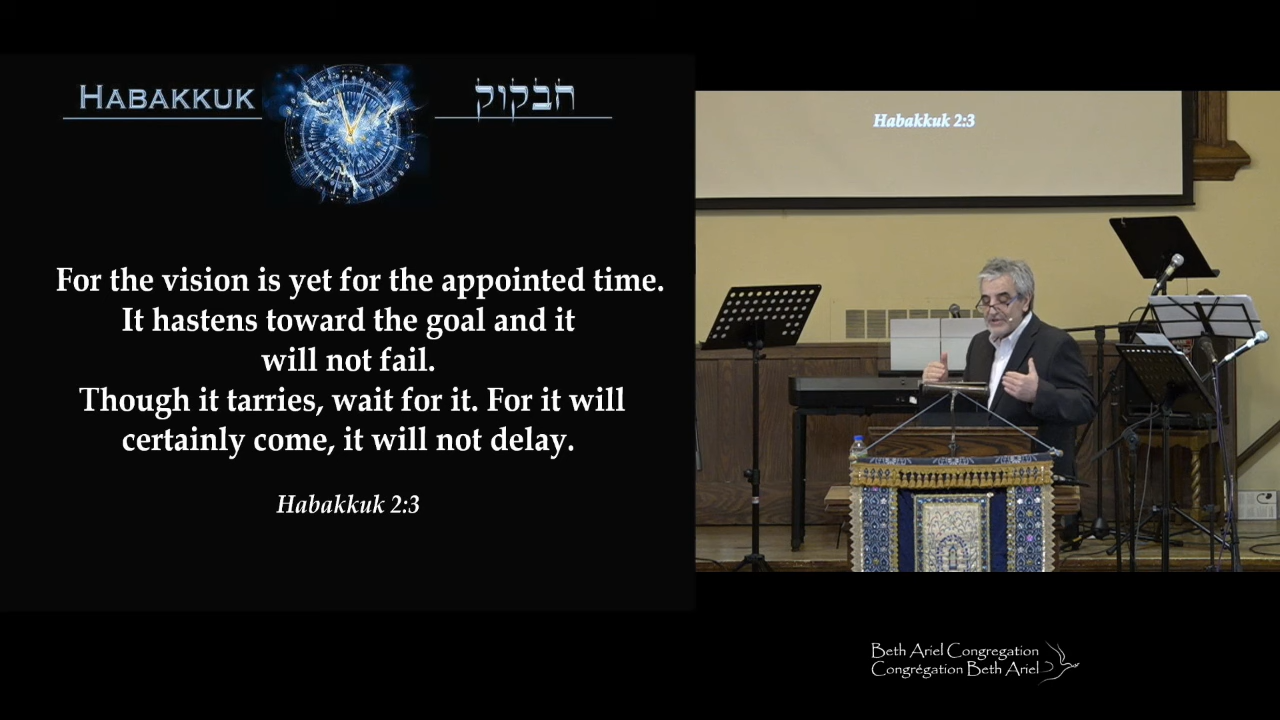 HABAKKUK
חבקוק
For the vision is yet for the appointed time.
It hastens toward the goal and it
will not fail.
Though it tarries, wait for it. For it will
certainly come, it will not delay.
Habakkuk 2:3
Habakkuk 2:3
Beth Ariel Congregation
Congrégation Beth Ariel